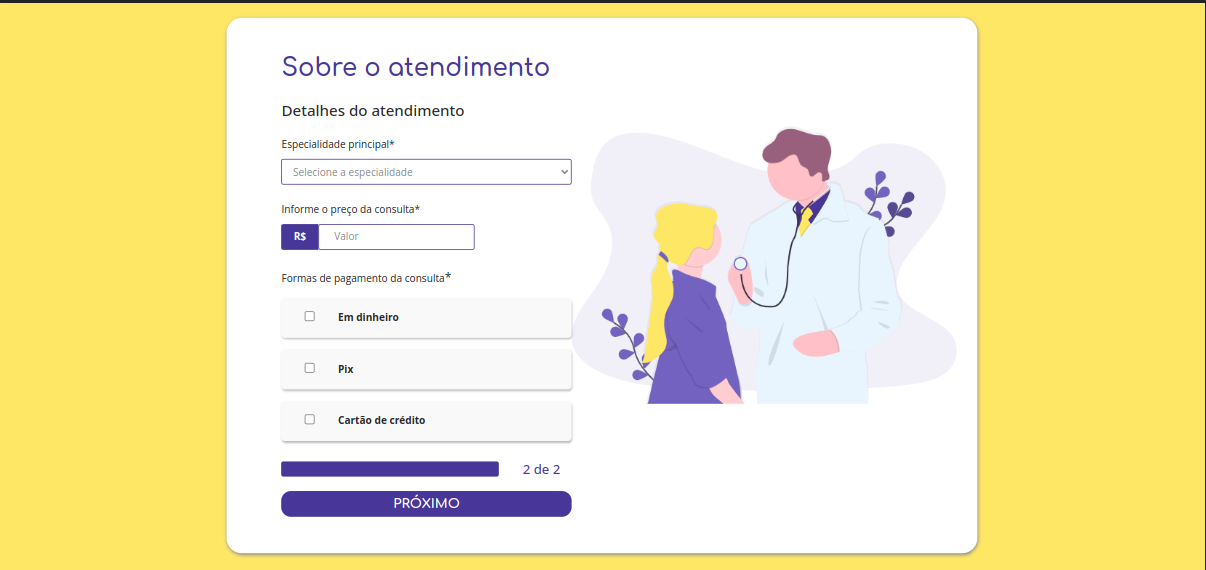 Sobre o atendimento
Detalhes do atendimento
Especialidade principal*
Selecione a especialidade
Informe o preço da consulta*
R$ Valor
Formas de pagamento da consulta*
Em dinheiro
Pix
Cartão de crédito
2 de 2
PRÓXIMO